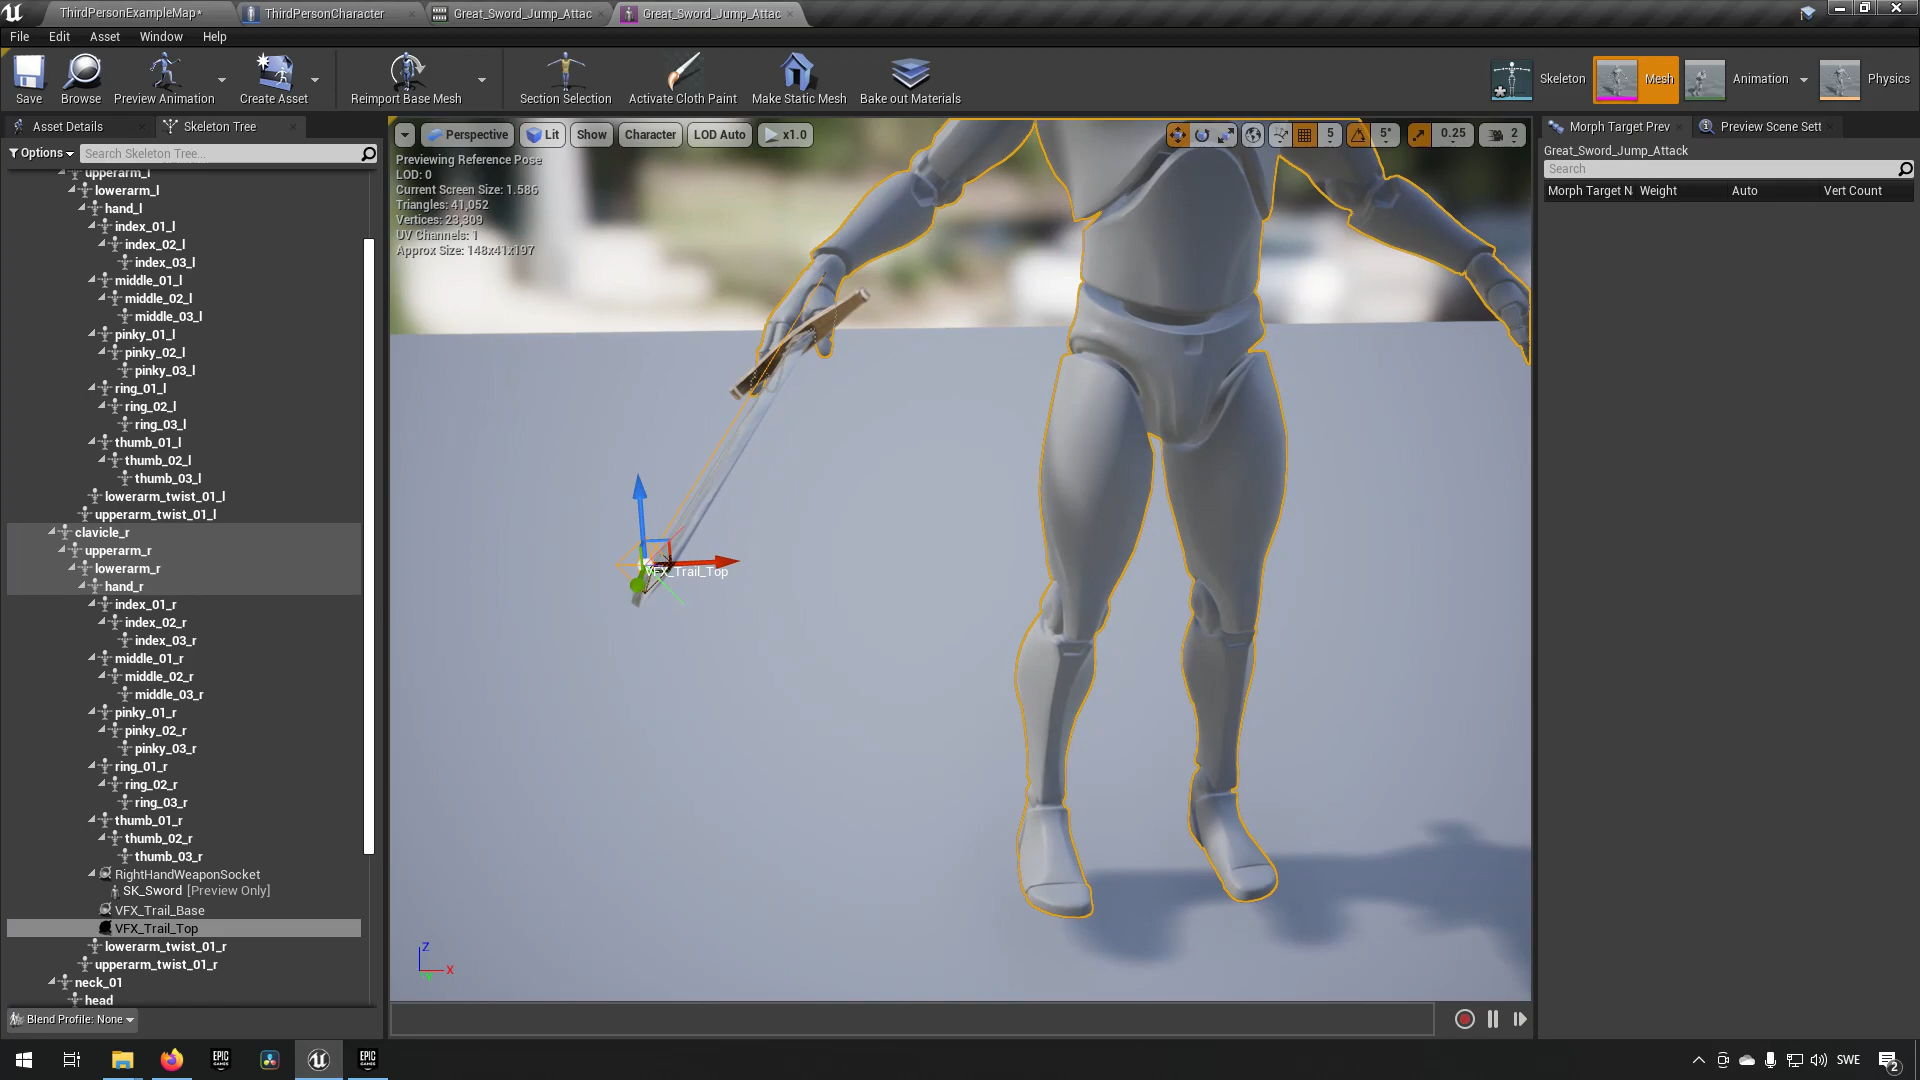 ThirdPersonExampleMap*
ThirdPersonCharacter
Great_Sword_Jump_Attac
Great_Sword_Jump_Attac
File Edit Asset Window Help
Save
Browse
Preview Animation
Create Asset
Reimport Base Mesh
Section Selection
Activate Cloth Paint
Make Static Mesh
Bake out Materials
Skeleton
Mesh
Animation
Physics
Asset Details
Skeleton Tree
Options
Search Skeleton Tree...
upperarm_l
lowerarm_l
hand_l
index_01_l
index_02_l
index_03_l
middle_01_l
middle_02_l
middle_03_l
pinky_01_l
pinky_02_l
pinky_03_l
ring_01_l
ring_02_l
ring_03_l
thumb_01_l
thumb_02_l
thumb_03_l
lowerarm_twist_01_l
upperarm_twist_01_l
clavicle_r
upperarm_r
lowerarm_r
hand_r
index_01_r
index_02_r
index_03_r
middle_01_r
middle_02_r
middle_03_r
pinky_01_r
pinky_02_r
pinky_03_r
ring_01_r
ring_02_r
ring_03_r
thumb_01_r
thumb_02_r
thumb_03_r
RightHandWeaponSocket
SK_Sword [Preview Only]
VFX_Trail_Base
VFX_Trail_Top
lowerarm_twist_01_r
upperarm_twist_01_r
neck_01
head
Blend Profile: None
Perspective Lit Show Character LOD Auto x1.0
5 5° 0.25 2
Previewing Reference Pose
LOD: 0
Current Screen Size: 1.586
Triangles: 41,052
Vertices: 23,309
UV Channels: 1
Approx Size: 148x41x197
VFX_Trail_Top
Z
X
Y
Morph Target Prev
Preview Scene Sett
Great_Sword_Jump_Attack
Search
Morph Target N Weight Auto Vert Count
EPIC GAMES
EPIC GAMES
SWE
2